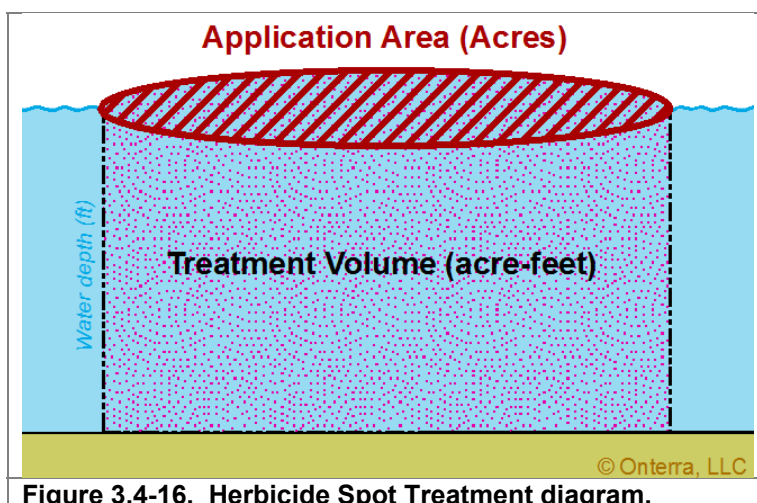 Application Area (Acres)
Water depth (ft)
Treatment Volume (acre-feet)
© Onterra, LLC
Figure 3.4-16.  Herbicide Spot Treatment diagram.